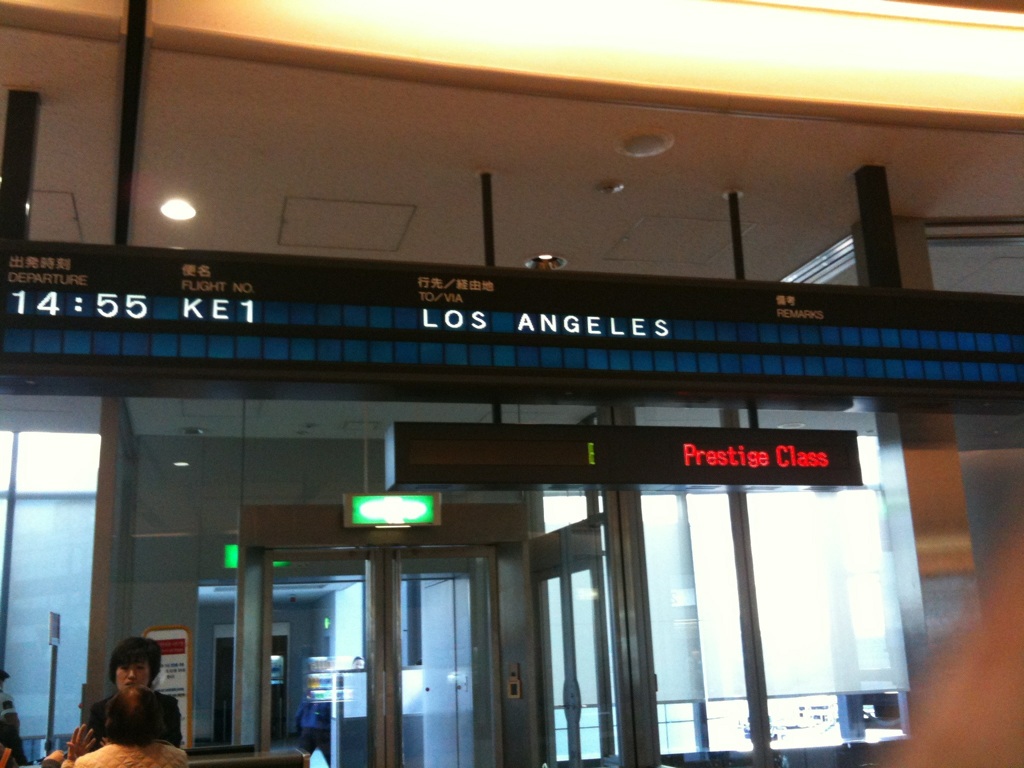 出発時刻 便名 行先／経由地 備考
DEPARTURE FLIGHT NO. TO/VIA REMARKS
14:55 KE1 LOS ANGELES
E Prestige Class